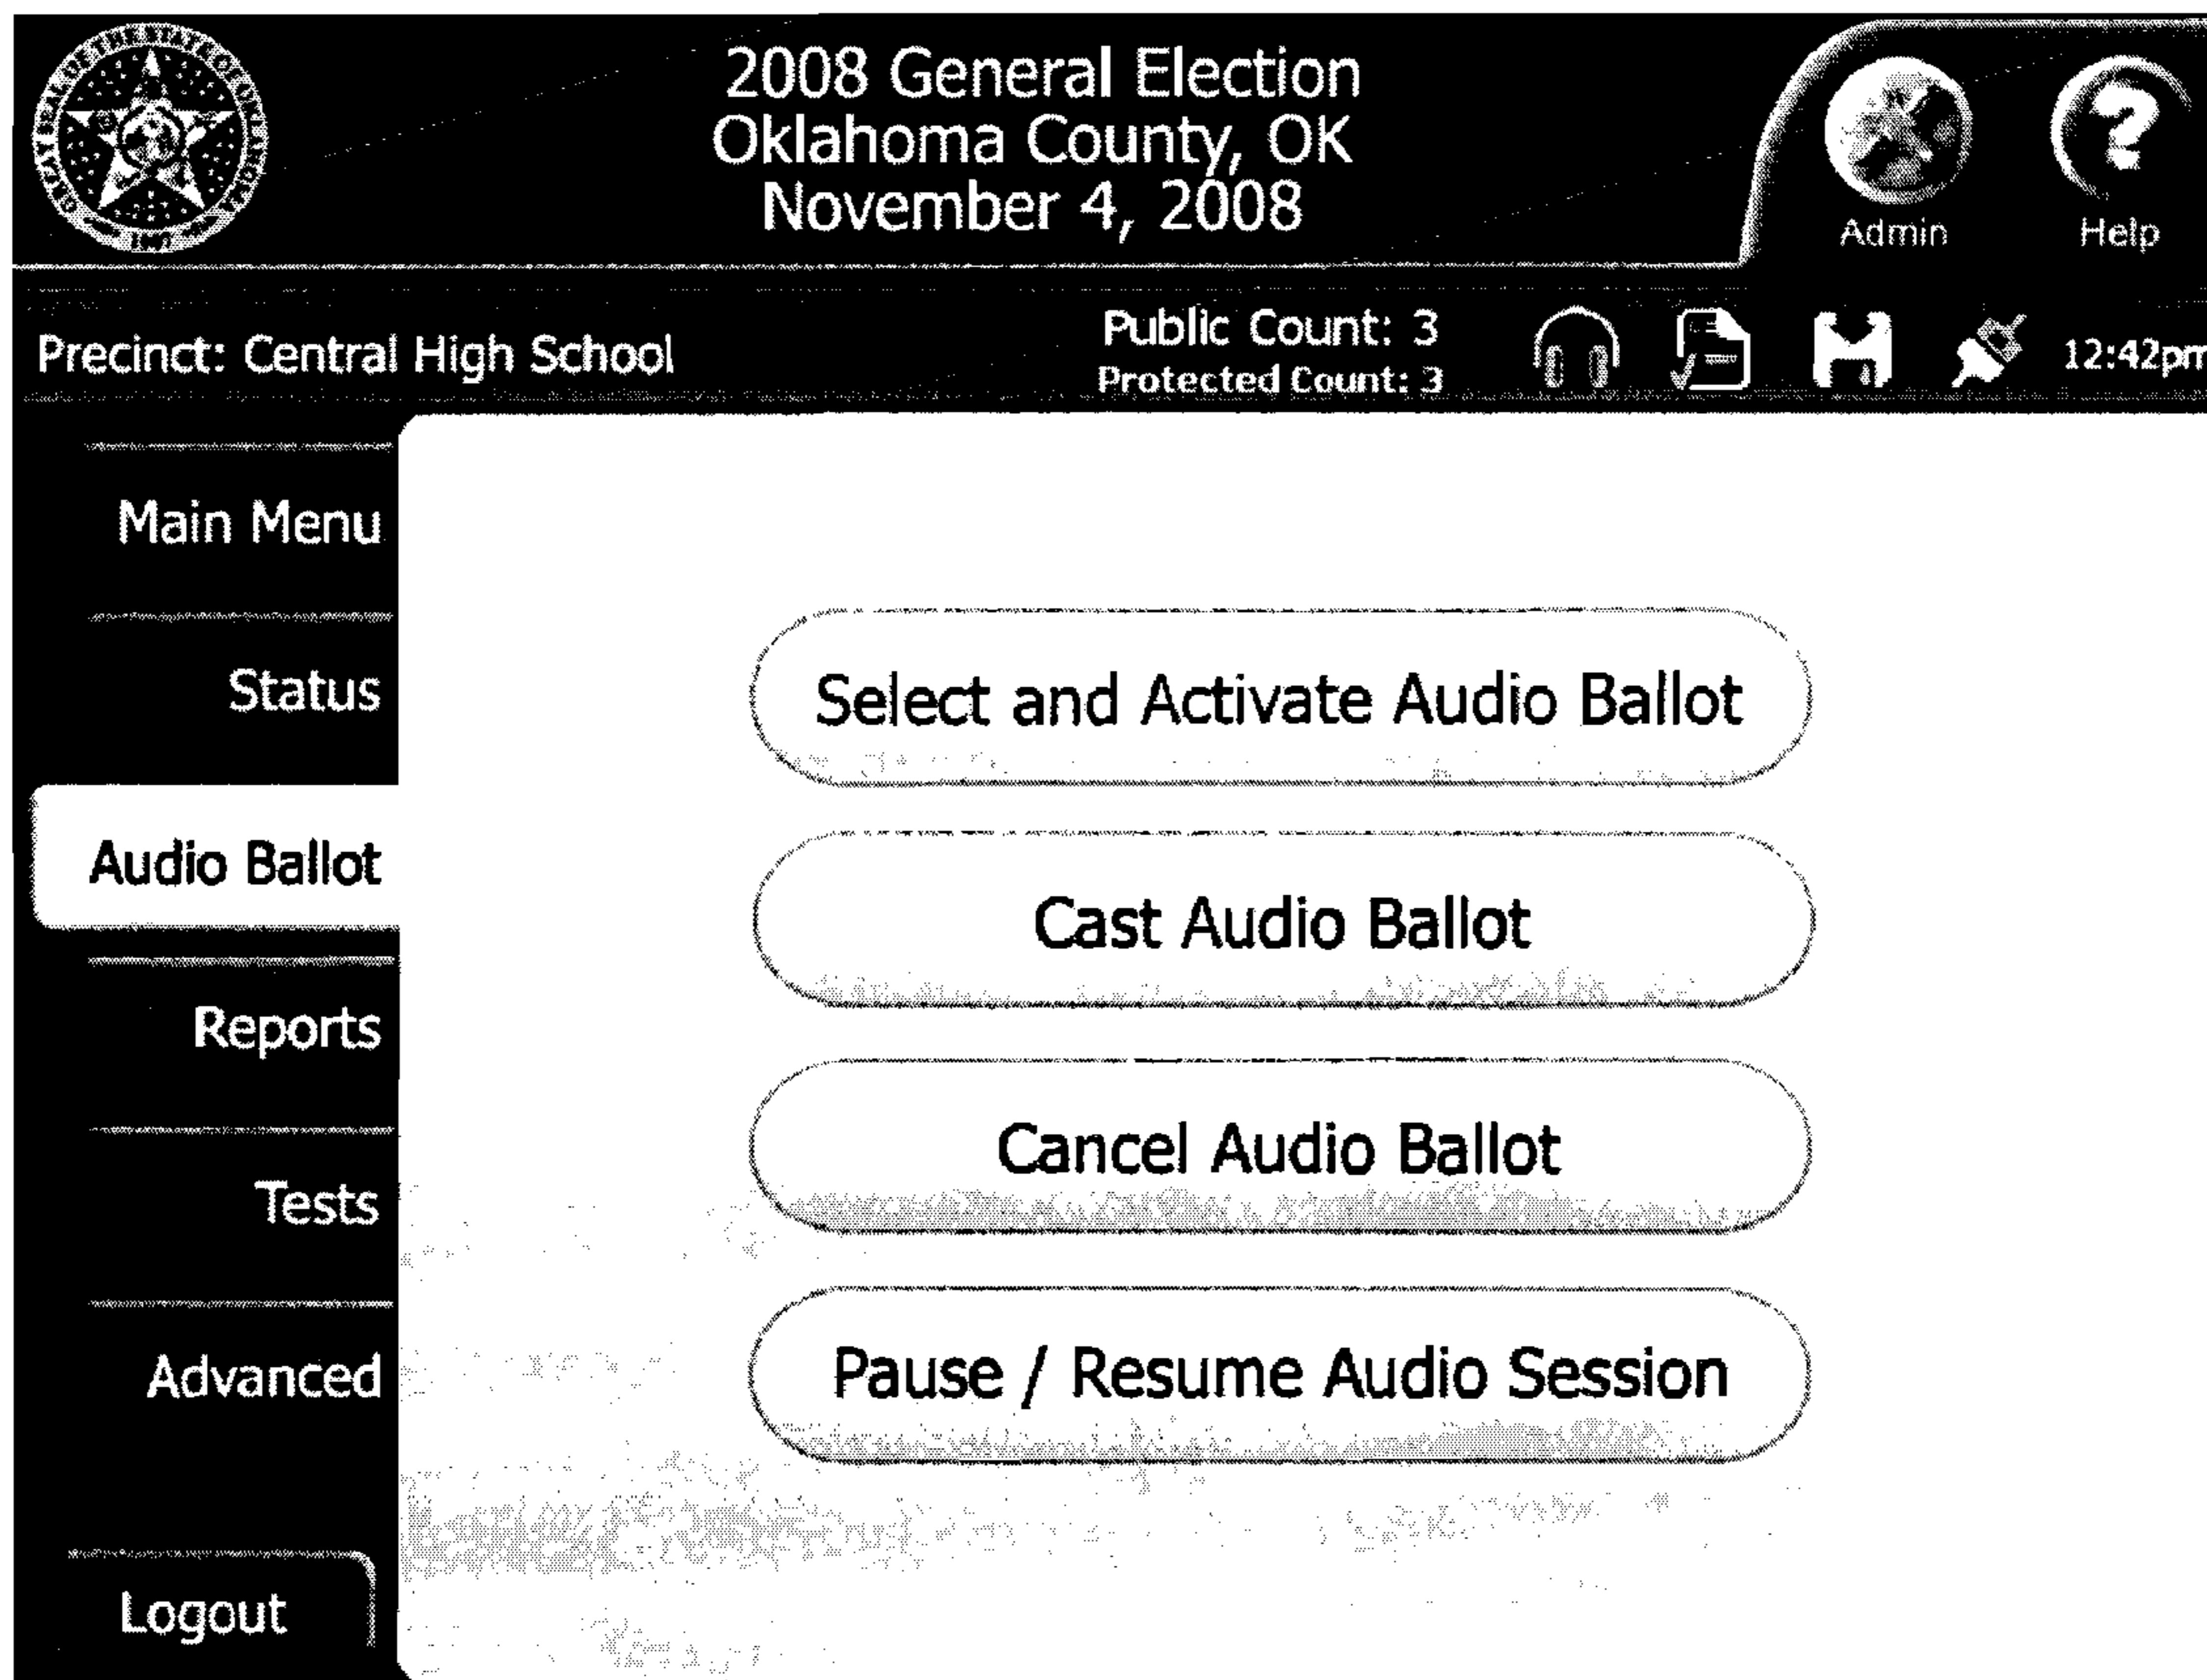 2008 General Election
Oklahoma County, OK
November 4, 2008
Admin
Help
Precinct: Central High School
Public Count: 3
Protected Count: 3
12:42pm
Main Menu
Status
Audio Ballot
Reports
Tests
Advanced
Logout
Select and Activate Audio Ballot
Cast Audio Ballot
Cancel Audio Ballot
Pause / Resume Audio Session